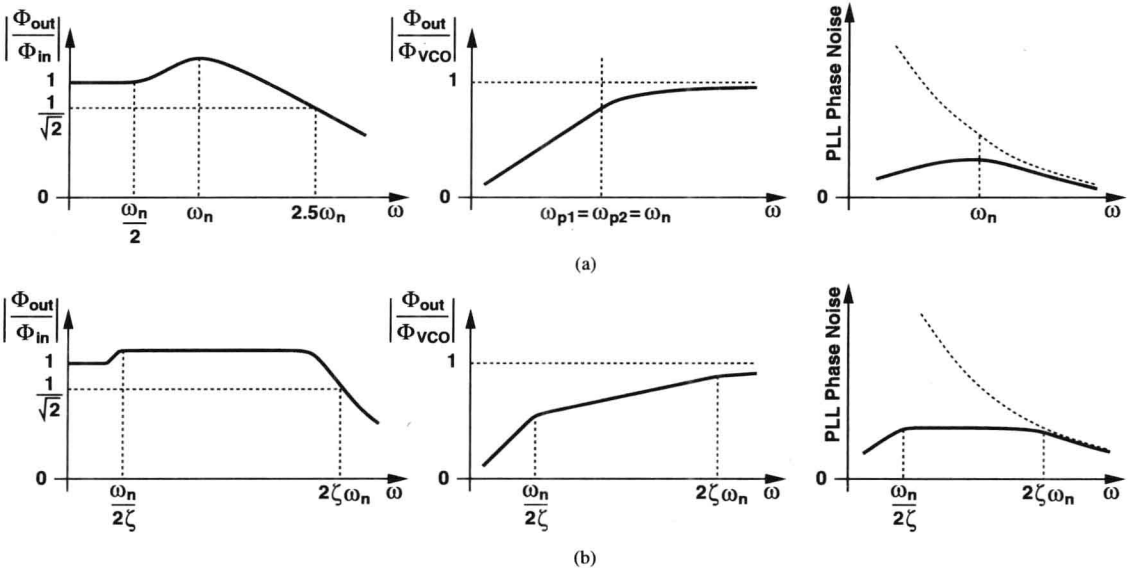 |Φout/Φin|
1
1/√2
0
ωn/2
ωn
2.5ωn
ω
|Φout/ΦVCO|
1
0
ωp1=ωp2=ωn
ω
PLL Phase Noise
0
ωn
ω
(a)
|Φout/Φin|
1
1/√2
0
ωn/2ζ
2ζωn
ω
|Φout/ΦVCO|
1
0
ωn/2ζ
2ζωn
ω
PLL Phase Noise
0
ωn/2ζ
2ζωn
ω
(b)